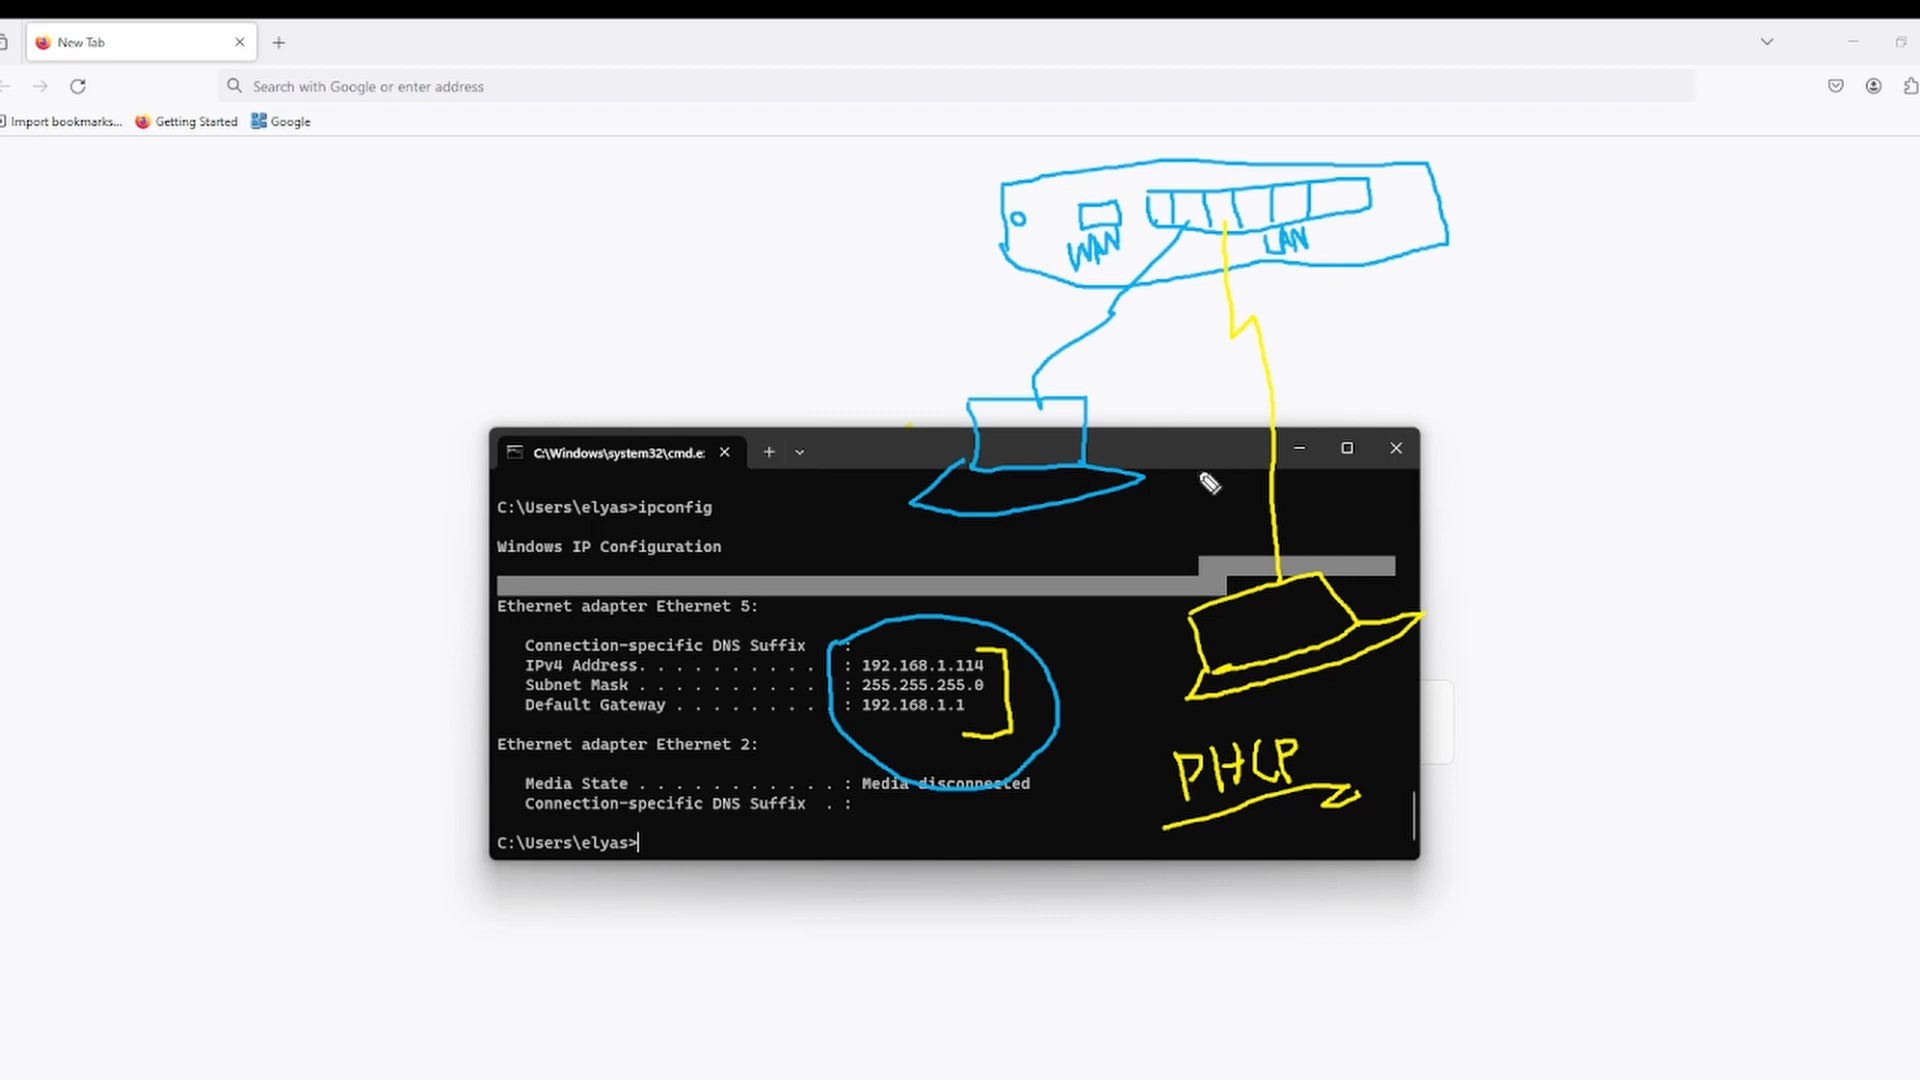 New Tab
Search with Google or enter address
Import bookmarks... Getting Started Google
WAN
LAN
C:\Windows\system32\cmd.e:
C:\Users\elyas>ipconfig
Windows IP Configuration
Ethernet adapter Ethernet 5:
Connection-specific DNS Suffix . :
IPv4 Address. . . . . . . . . . : 192.168.1.114
Subnet Mask . . . . . . . . . . : 255.255.255.0
Default Gateway . . . . . . . . : 192.168.1.1
Ethernet adapter Ethernet 2:
Media State . . . . . . . . . . . : Media disconnected
Connection-specific DNS Suffix . :
DHCP
C:\Users\elyas>